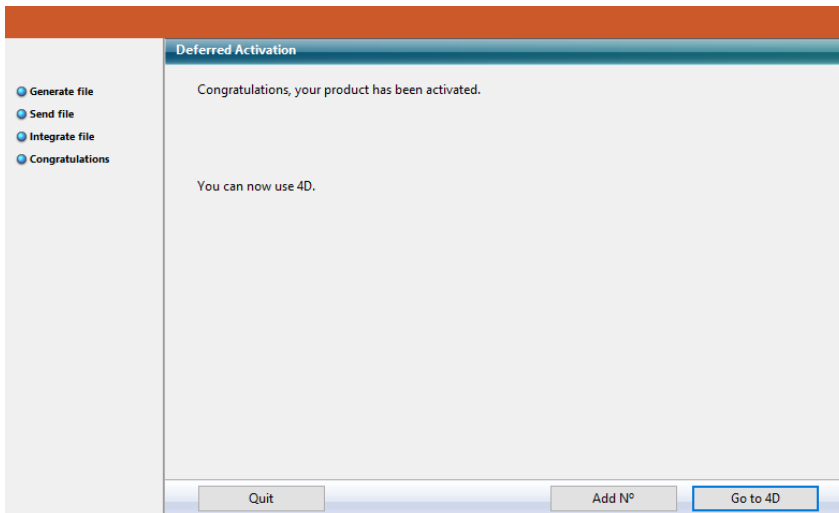 Deferred Activation
Generate file
Send file
Integrate file
Congratulations
Congratulations, your product has been activated.
You can now use 4D.
Quit
Add Nº
Go to 4D